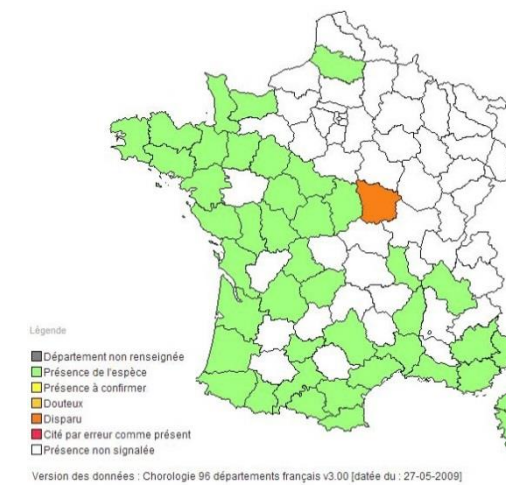 Légende
Département non renseignée
Présence de l'espèce
Présence à confirmer
Douteux
Disparu
Cité par erreur comme présent
Présence non signalée
Version des données : Chorologie 96 départements français v3.00 [datée du : 27-05-2009]